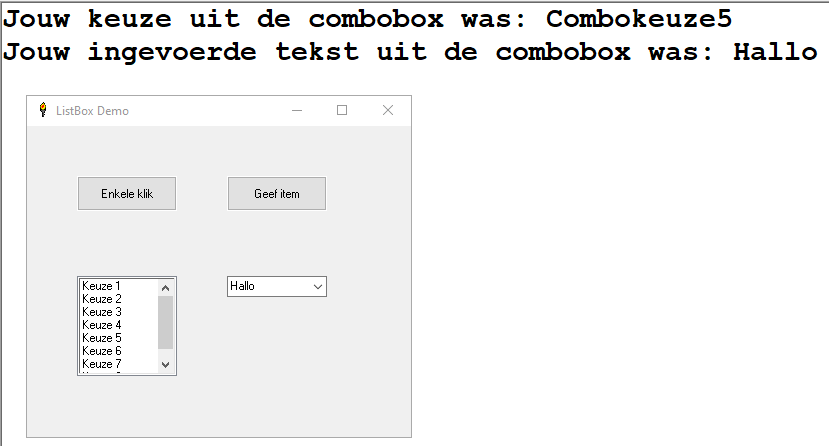 Jouw keuze uit de combobox was: Combokeuze5
Jouw ingevoerde tekst uit de combobox was: Hallo
ListBox Demo
Enkele klik
Geef item
Keuze 1
Keuze 2
Keuze 3
Keuze 4
Keuze 5
Keuze 6
Keuze 7
Hallo